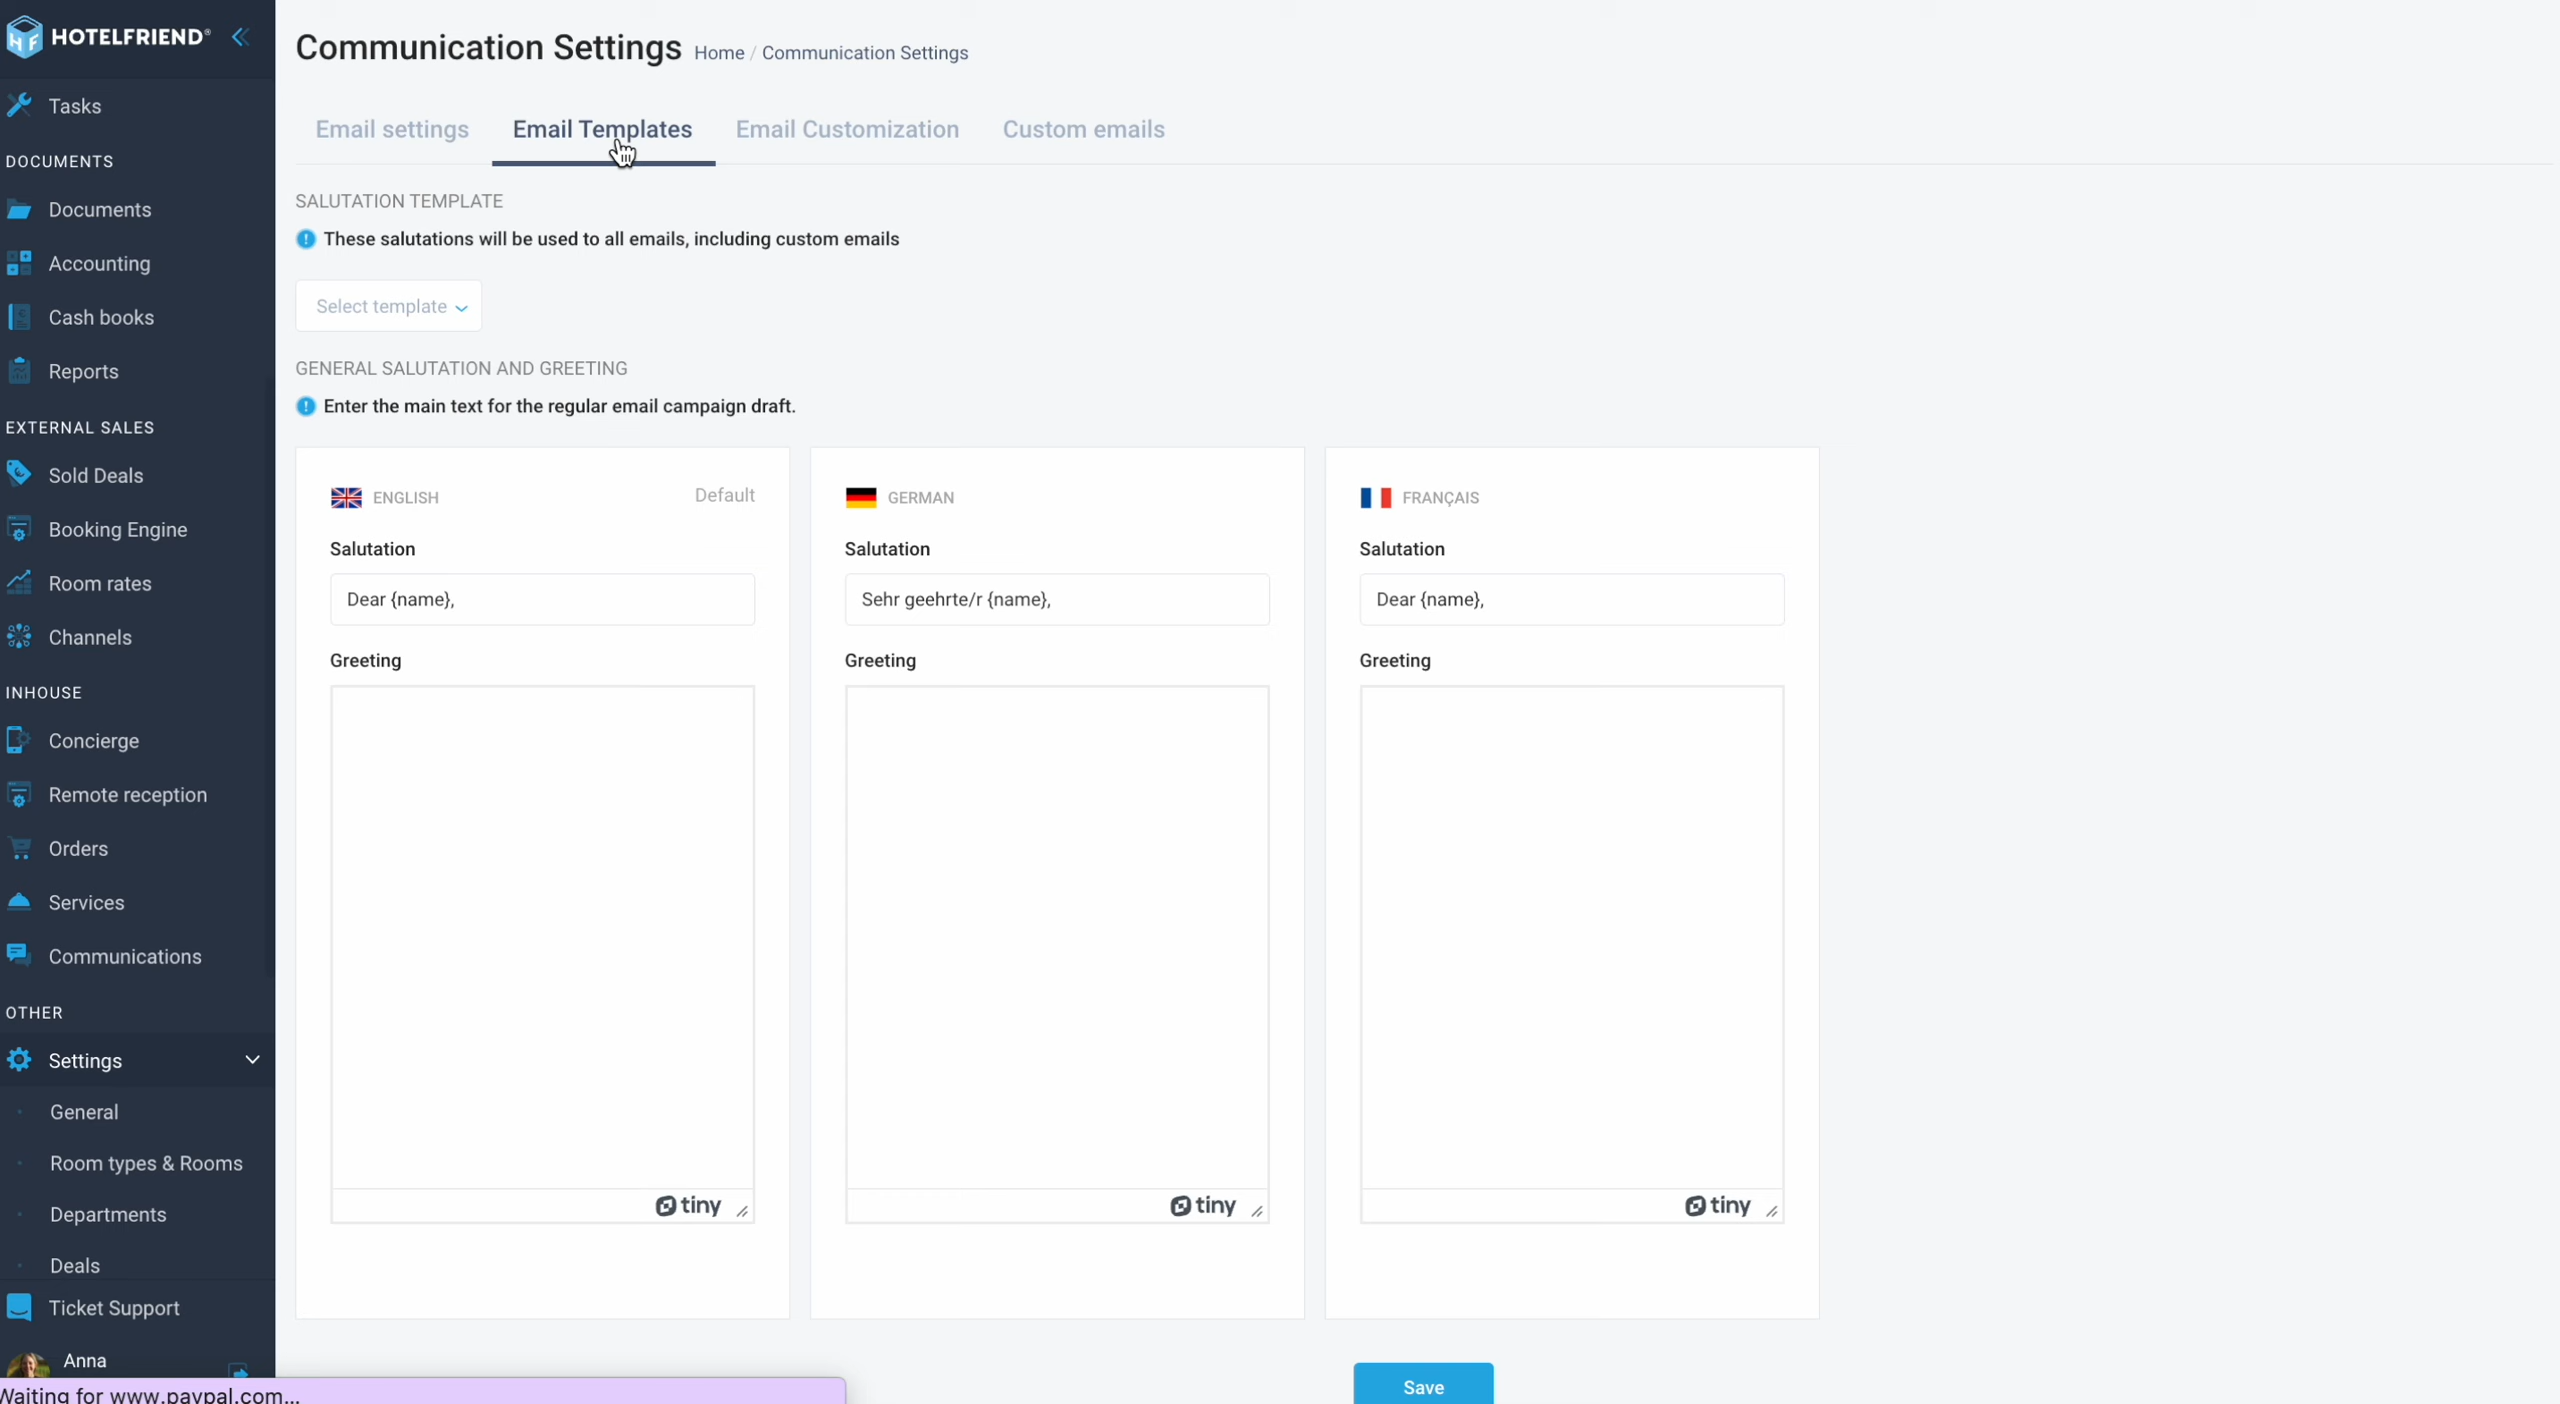 HOTELFRIEND®
Tasks
DOCUMENTS
Documents
Accounting
Cash books
Reports
EXTERNAL SALES
Sold Deals
Booking Engine
Room rates
Channels
INHOUSE
Concierge
Remote reception
Orders
Services
Communications
OTHER
Settings
General
Room types & Rooms
Departments
Deals
Ticket Support
Anna
Waiting for www.paypal.com...
Communication Settings Home / Communication Settings
Email settings Email Templates Email Customization Custom emails
SALUTATION TEMPLATE
These salutations will be used to all emails, including custom emails
Select template
GENERAL SALUTATION AND GREETING
Enter the main text for the regular email campaign draft.
ENGLISH Default
Salutation
Dear {name},
Greeting
tiny
GERMAN
Salutation
Sehr geehrte/r {name},
Greeting
tiny
FRANÇAIS
Salutation
Dear {name},
Greeting
tiny
Save